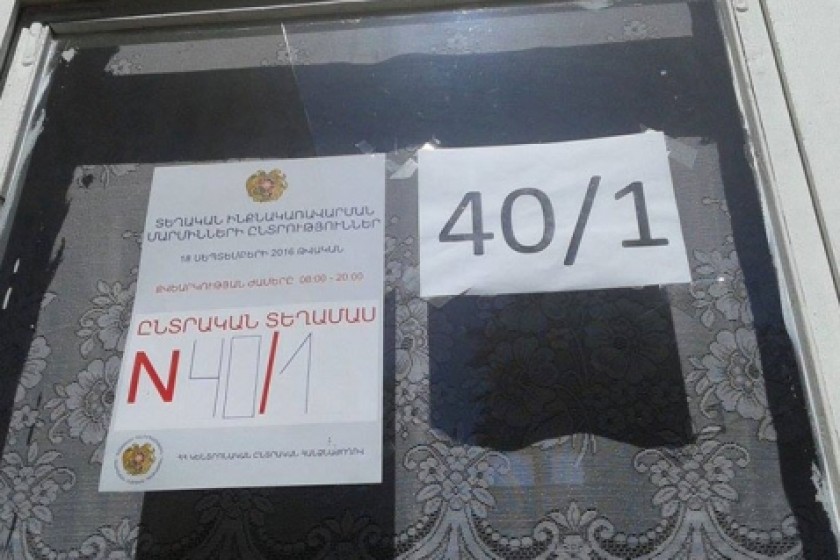 ՏԵՂԱԿԱՆ ԻՆՔՆԱԿԱՌԱՎԱՐՄԱՆ
ՄԱՐՄԻՆՆԵՐԻ ԸՆՏՐՈՒԹՅՈՒՆՆԵՐ
18 ՍԵՊՏԵՄԲԵՐԻ 2016 ԹՎԱԿԱՆ
ՔՎԵԱՐԿՈՒԹՅԱՆ ԺԱՄԵՐԸ 08:00 - 20:00
ԸՆՏՐԱԿԱՆ ՏԵՂԱՄԱՍ
N 40/1
ՀՀ ԿԵՆՏՐՈՆԱԿԱՆ ԸՆՏՐԱԿԱՆ ՀԱՆՁՆԱԺՈՂՈՎ
40/1